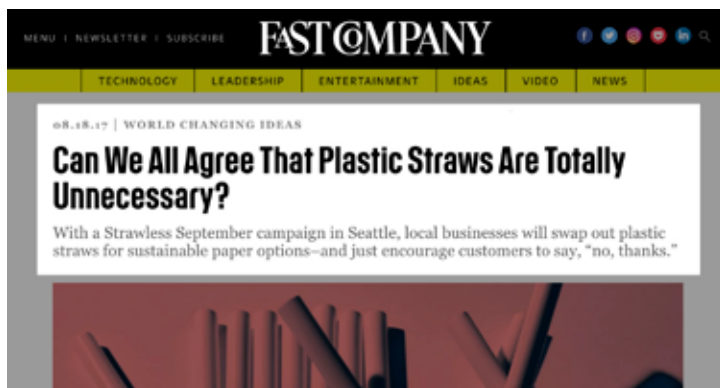 MENU | NEWSLETTER | SUBSCRIBE
FAST COMPANY
TECHNOLOGY LEADERSHIP ENTERTAINMENT IDEAS VIDEO NEWS
08.18.17 | WORLD CHANGING IDEAS
Can We All Agree That Plastic Straws Are Totally
Unnecessary?
With a Strawless September campaign in Seattle, local businesses will swap out plastic
straws for sustainable paper options—and just encourage customers to say, “no, thanks.”